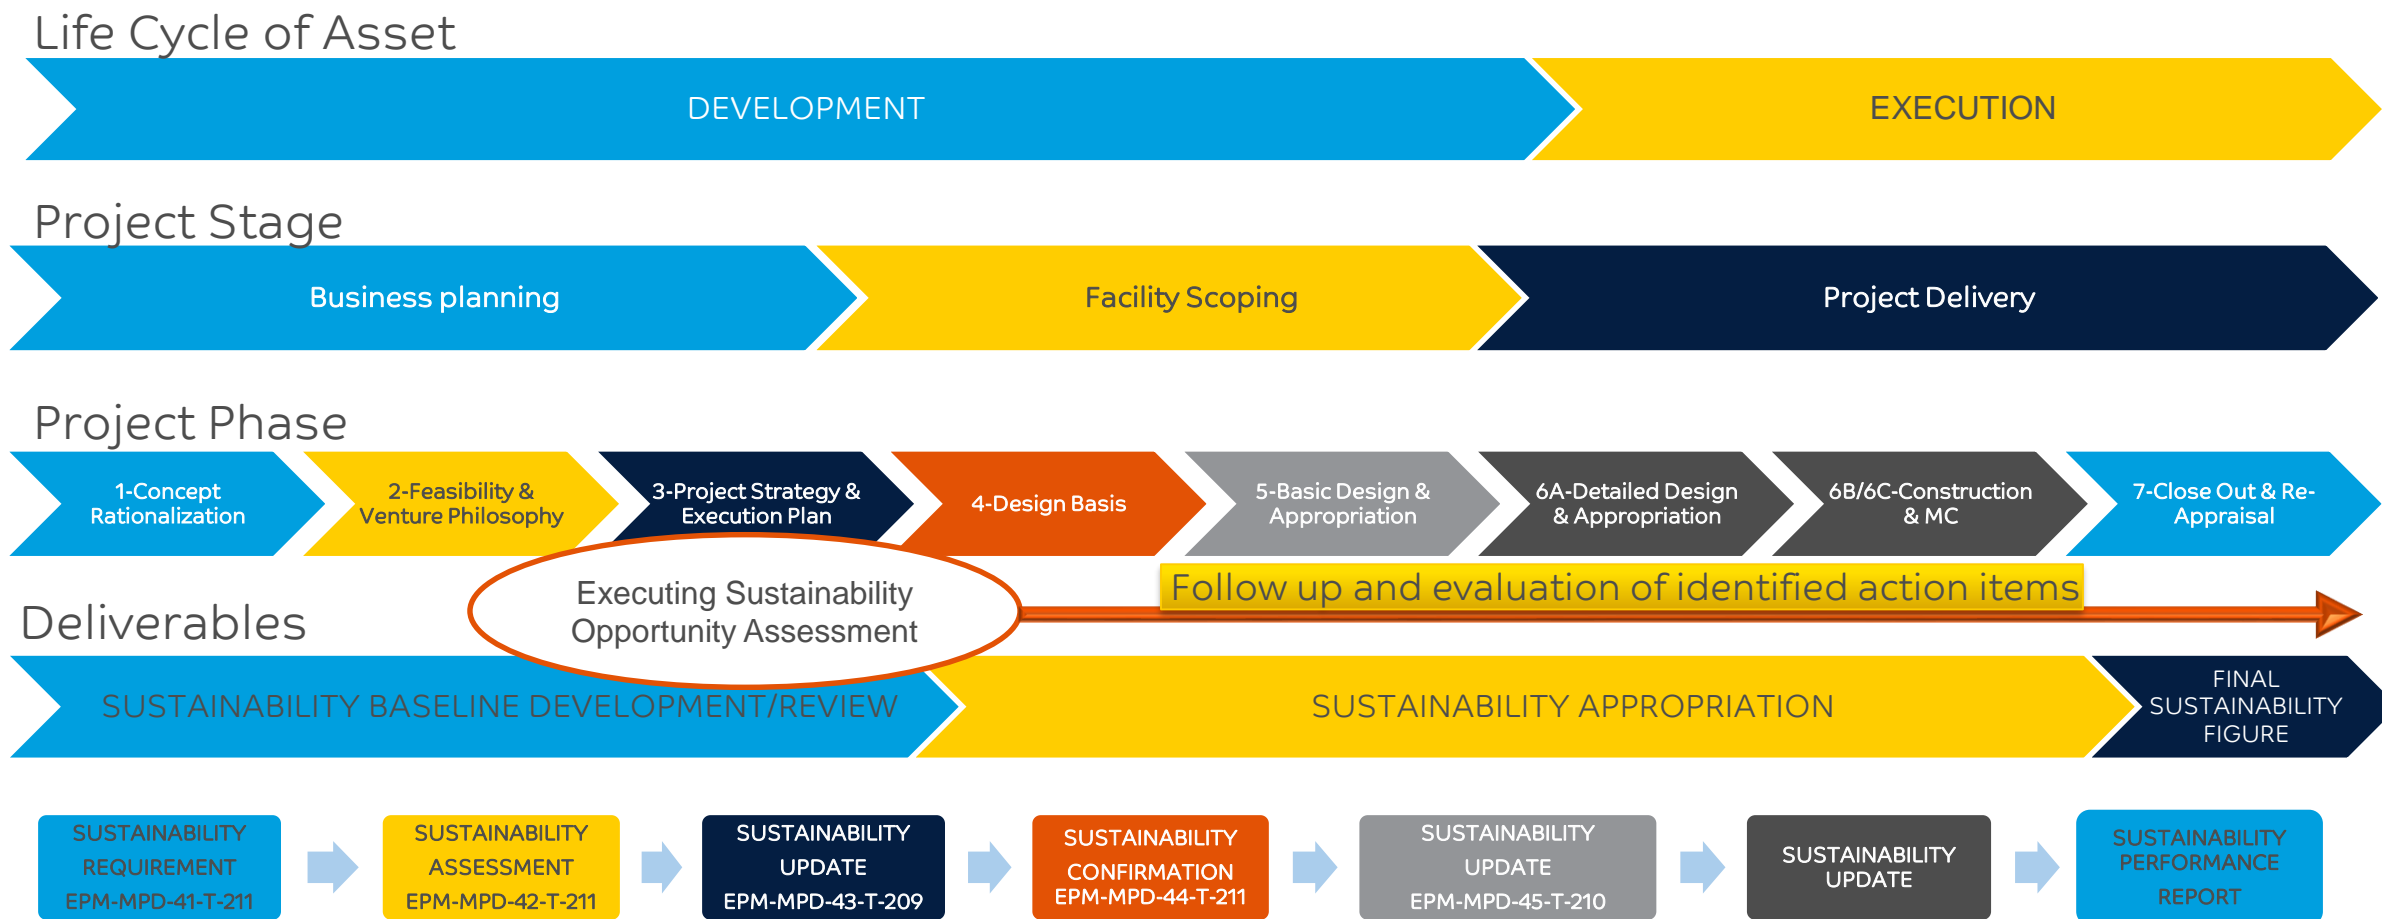 Life Cycle of Asset
DEVELOPMENT
EXECUTION
Project Stage
Business planning
Facility Scoping
Project Delivery
Project Phase
1-Concept
Rationalization
2-Feasibility &
Venture Philosophy
3-Project Strategy &
Execution Plan
4-Design Basis
5-Basic Design &
Appropriation
6A-Detailed Design
& Appropriation
6B/6C-Construction
& MC
7-Close Out & Re-
Appraisal
Executing Sustainability
Opportunity Assessment
Follow up and evaluation of identified action items
Deliverables
SUSTAINABILITY BASELINE DEVELOPMENT/REVIEW
SUSTAINABILITY APPROPRIATION
FINAL
SUSTAINABILITY
FIGURE
SUSTAINABILITY
REQUIREMENT
EPM-MPD-41-T-211
SUSTAINABILITY
ASSESSMENT
EPM-MPD-42-T-211
SUSTAINABILITY
UPDATE
EPM-MPD-43-T-209
SUSTAINABILITY
CONFIRMATION
EPM-MPD-44-T-211
SUSTAINABILITY
UPDATE
EPM-MPD-45-T-210
SUSTAINABILITY
UPDATE
SUSTAINABILITY
PERFORMANCE
REPORT